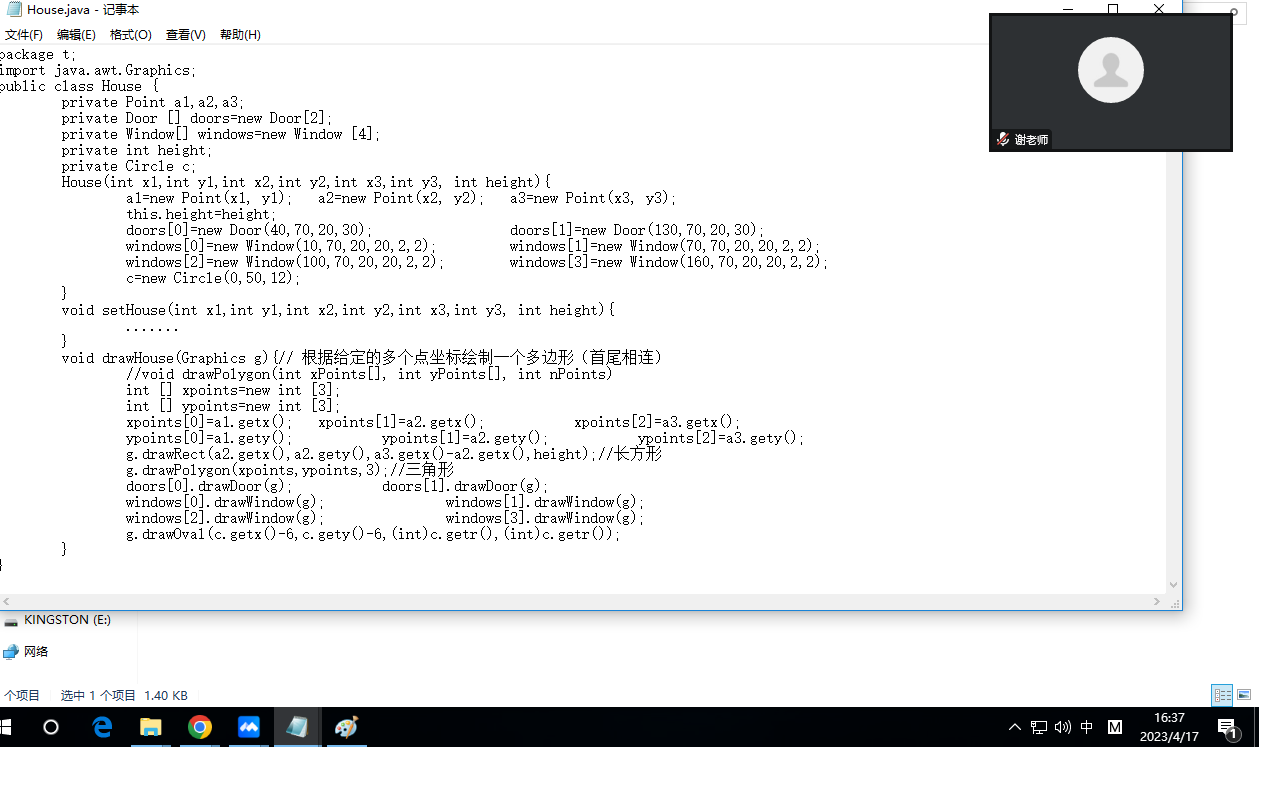 House.java - 记事本
文件(F) 编辑(E) 格式(O) 查看(V) 帮助(H)
package t;
import java.awt.Graphics;
public class House {
private Point a1,a2,a3;
private Door [] doors=new Door[2];
private Window[] windows=new Window [4];
private int height;
private Circle c;
House(int x1,int y1,int x2,int y2,int x3,int y3, int height){
a1=new Point(x1, y1); a2=new Point(x2, y2); a3=new Point(x3, y3);
this.height=height;
doors[0]=new Door(40,70,20,30); doors[1]=new Door(130,70,20,30);
windows[0]=new Window(10,70,20,20,2,2); windows[1]=new Window(70,70,20,20,2,2);
windows[2]=new Window(100,70,20,20,2,2); windows[3]=new Window(160,70,20,20,2,2);
c=new Circle(0,50,12);
}
void setHouse(int x1,int y1,int x2,int y2,int x3,int y3, int height){
.......
}
void drawHouse(Graphics g){// 根据给定的多个点坐标绘制一个多边形（首尾相连）
//void drawPolygon(int xPoints[], int yPoints[], int nPoints)
int [] xpoints=new int [3];
int [] ypoints=new int [3];
xpoints[0]=a1.getx(); xpoints[1]=a2.getx(); xpoints[2]=a3.getx();
ypoints[0]=a1.gety(); ypoints[1]=a2.gety(); ypoints[2]=a3.gety();
g.drawRect(a2.getx(),a2.gety(),a3.getx()-a2.getx(),height);//长方形
g.drawPolygon(xpoints,ypoints,3);//三角形
doors[0].drawDoor(g); doors[1].drawDoor(g);
windows[0].drawWindow(g); windows[1].drawWindow(g);
windows[2].drawWindow(g); windows[3].drawWindow(g);
g.drawOval(c.getx()-6,c.gety()-6,(int)c.getr(),(int)c.getr());
}
}
谢老师
KINGSTON (E:)
网络
个项目 选中 1 个项目 1.40 KB
中 M 16:37
2023/4/17
1